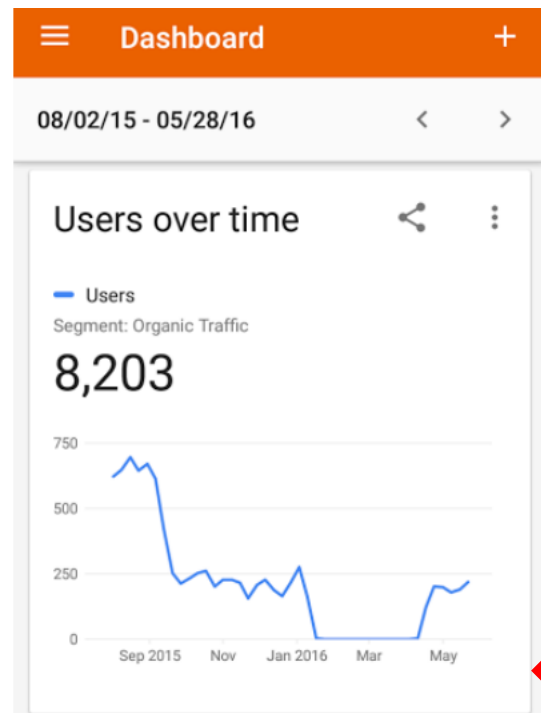 Dashboard
08/02/15 - 05/28/16
Users over time
Users
Segment: Organic Traffic
8,203
750
500
250
0
Sep 2015 Nov Jan 2016 Mar May